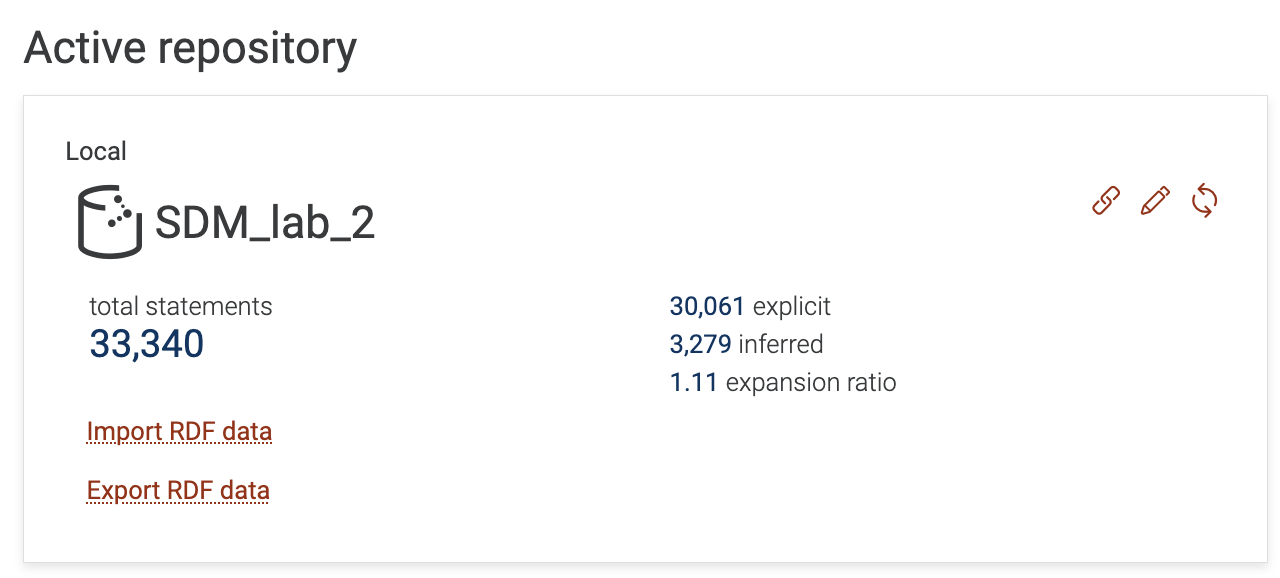 Active repository
Local
SDM_lab_2
total statements
33,340
30,061 explicit
3,279 inferred
1.11 expansion ratio
Import RDF data
Export RDF data